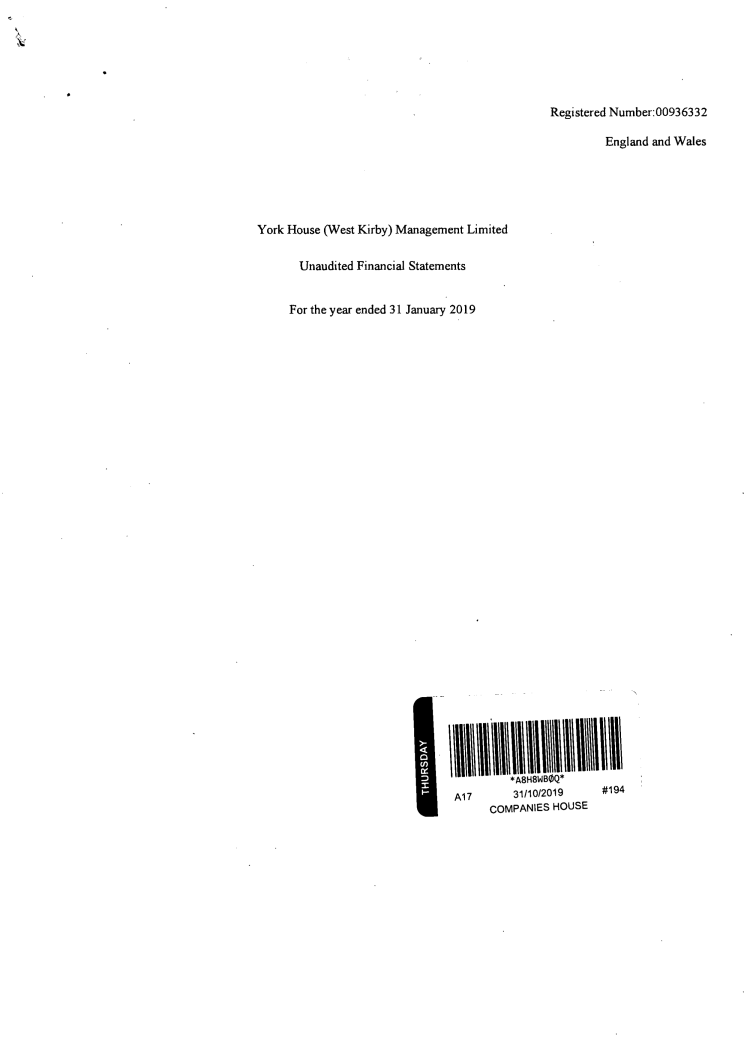 Registered Number:00936332
England and Wales
York House (West Kirby) Management Limited
Unaudited Financial Statements
For the year ended 31 January 2019
THURSDAY
*A8H8WBØQ*
A17 31/10/2019 #194
COMPANIES HOUSE